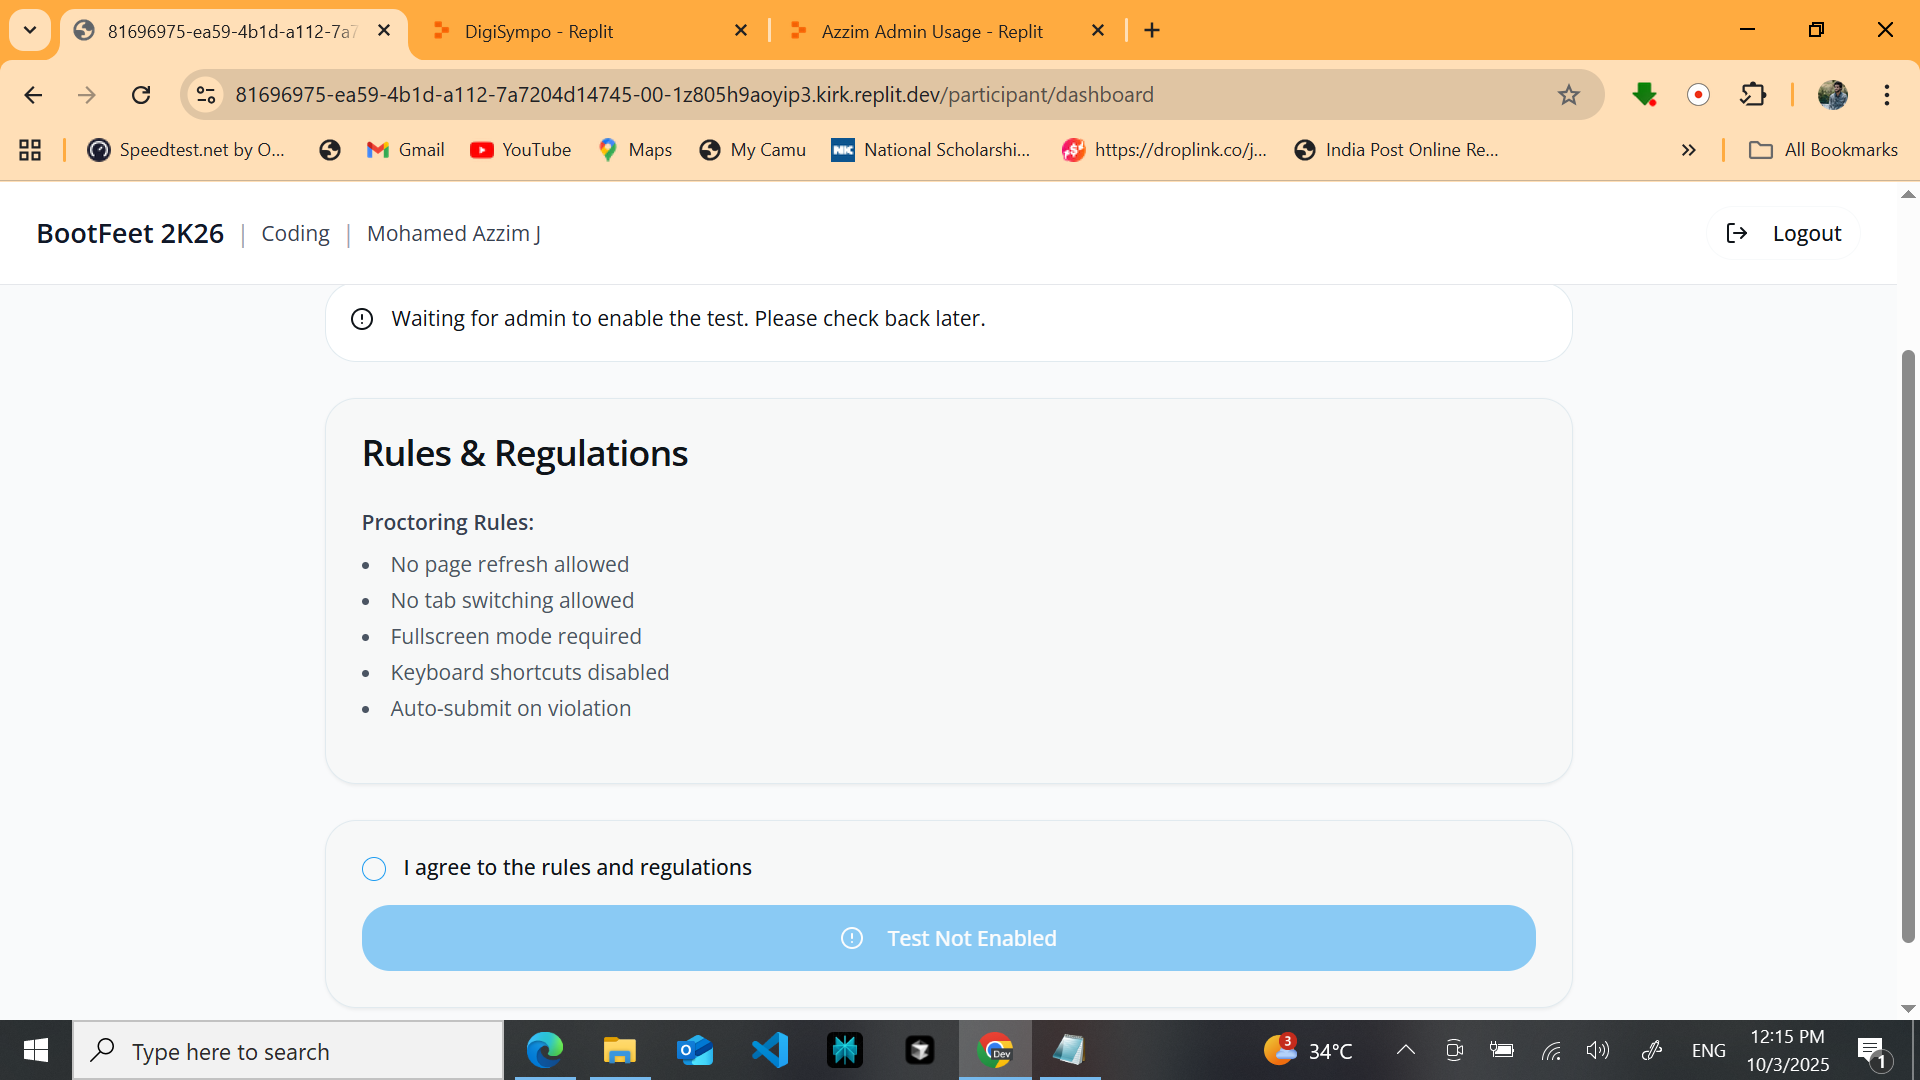 81696975-ea59-4b1d-a112-7a7
DigiSympo - Replit
Azzim Admin Usage - Replit
81696975-ea59-4b1d-a112-7a7204d14745-00-1z805h9aoyip3.kirk.replit.dev/participant/dashboard
Speedtest.net by O...
Gmail
YouTube
Maps
My Camu
NK National Scholarshi...
https://droplink.co/j...
India Post Online Re...
All Bookmarks
BootFeet 2K26 | Coding | Mohamed Azzim J
Logout
Waiting for admin to enable the test. Please check back later.
Rules & Regulations
Proctoring Rules:
• No page refresh allowed
• No tab switching allowed
• Fullscreen mode required
• Keyboard shortcuts disabled
• Auto-submit on violation
I agree to the rules and regulations
Test Not Enabled
Type here to search
Dev
3
34°C
ENG
12:15 PM
10/3/2025
1